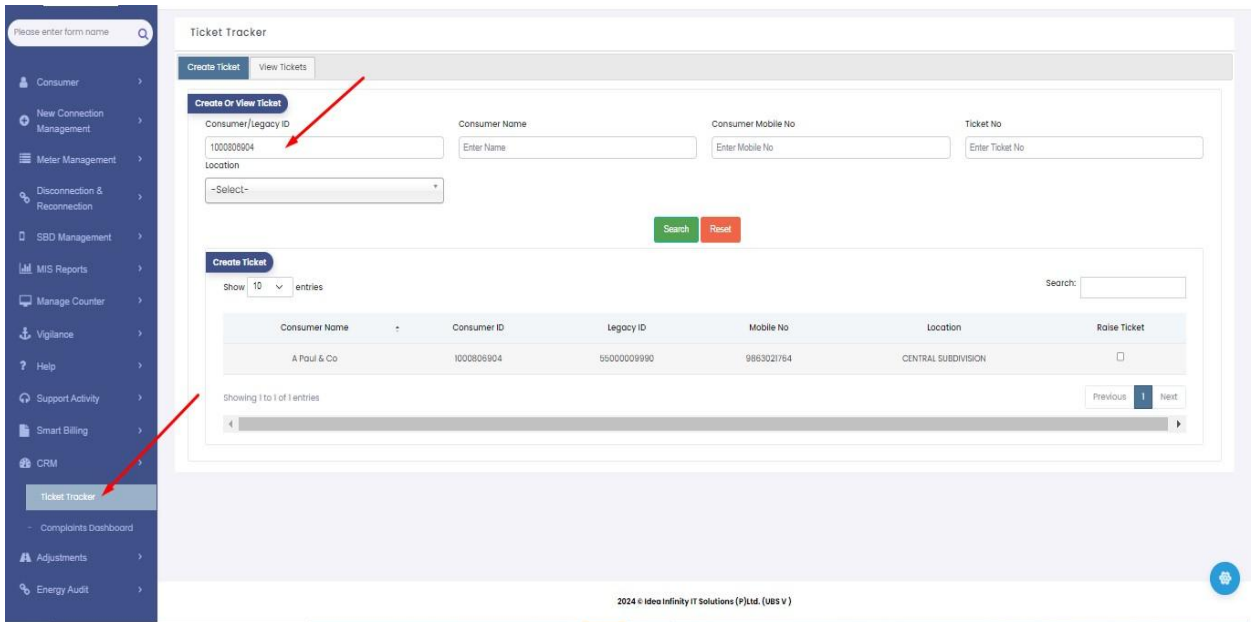 Please enter form name
Consumer
New Connection
Management
Meter Management
Disconnection &
Reconnection
SBD Management
MIS Reports
Manage Counter
Vigilance
? Help
Support Activity
Smart Billing
CRM
Ticket Tracker
- Complaints Dashboard
Adjustments
Energy Audit
Ticket Tracker
Create Ticket View Tickets
Create Or View Ticket
Consumer/Legacy ID Consumer Name Consumer Mobile No Ticket No
1000806904 Enter Name Enter Mobile No Enter Ticket No
Location
-Select-
Search Reset
Create Ticket
Show 10 entries Search:
Consumer Name Consumer ID Legacy ID Mobile No Location Raise Ticket
A Paul & Co 1000806904 55000009990 9863021764 CENTRAL SUBDIVISION
Showing 1 to 1 of 1 entries Previous 1 Next
2024 © Idea Infinity IT Solutions (P)Ltd. (UBS V )